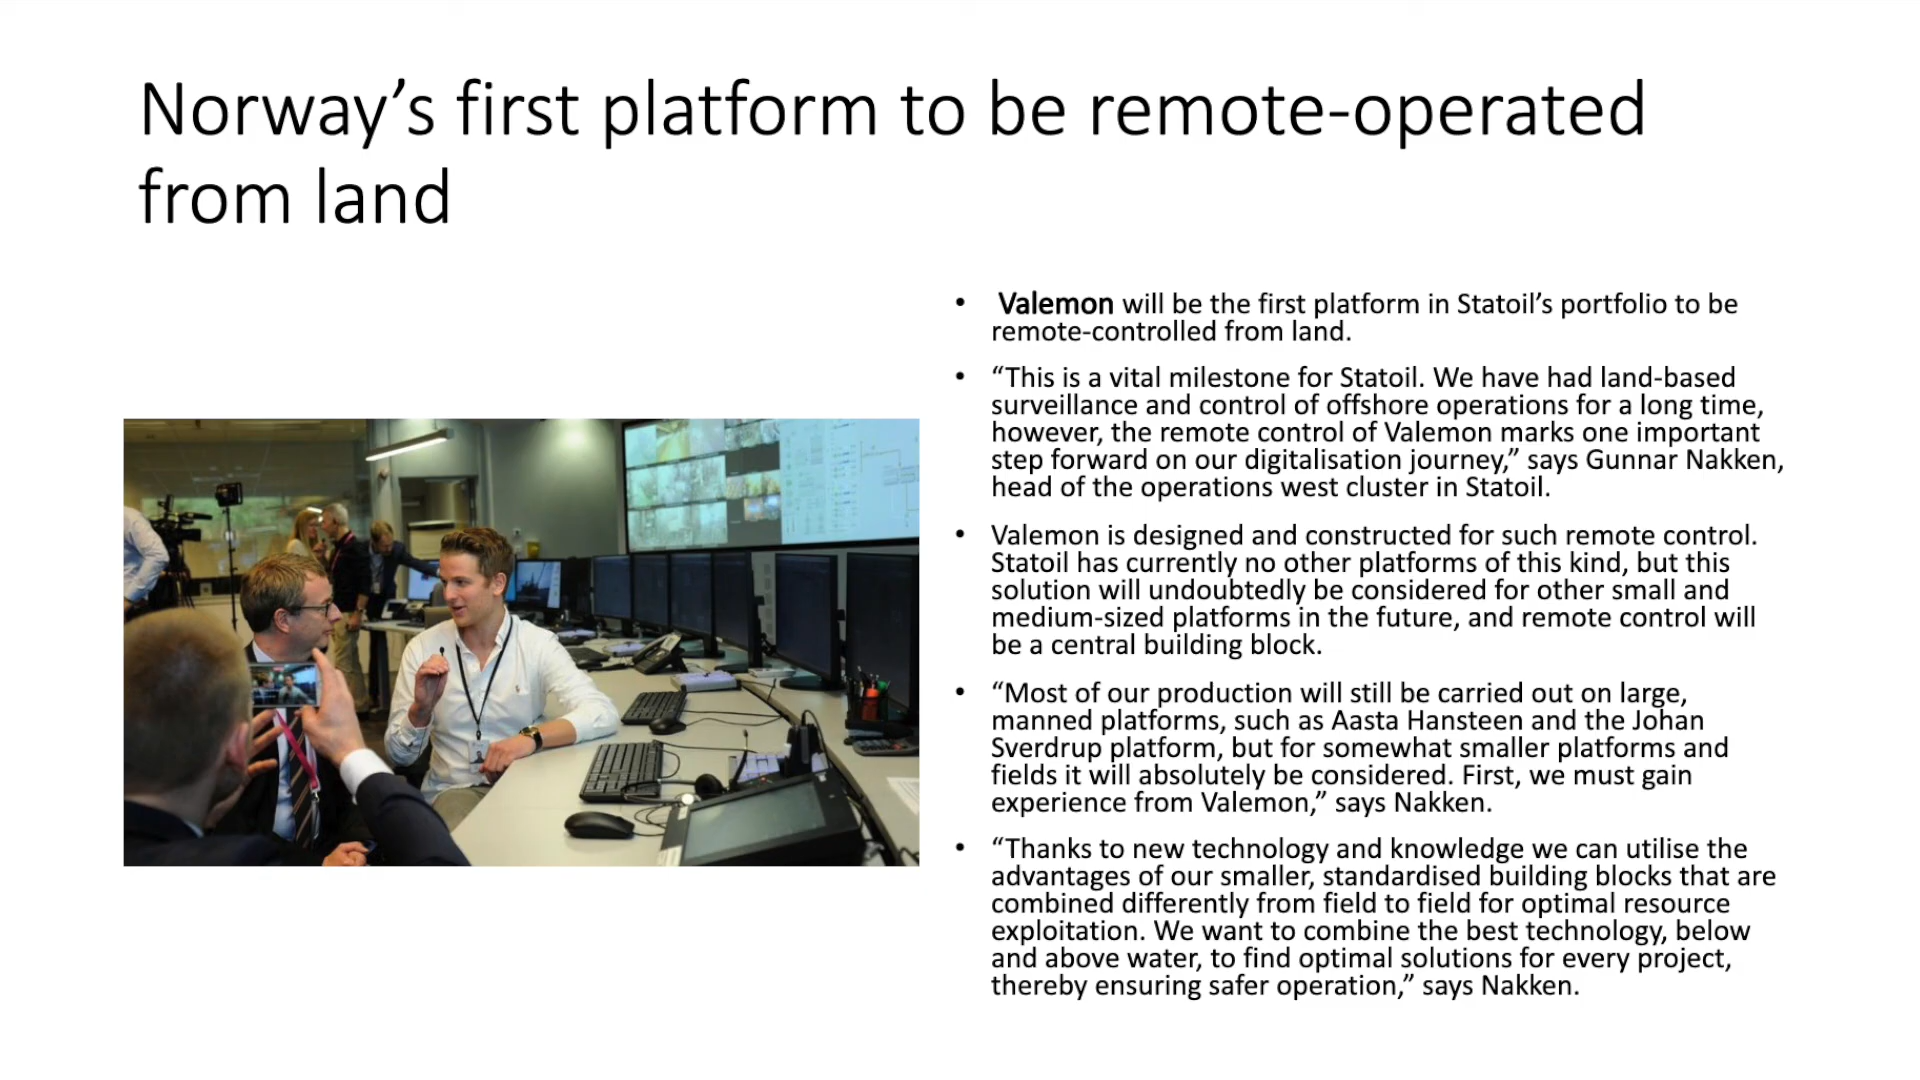 Norway’s first platform to be remote-operated
from land
• Valemon will be the first platform in Statoil’s portfolio to be
remote-controlled from land.
• “This is a vital milestone for Statoil. We have had land-based
surveillance and control of offshore operations for a long time,
however, the remote control of Valemon marks one important
step forward on our digitalisation journey,” says Gunnar Nakken,
head of the operations west cluster in Statoil.
• Valemon is designed and constructed for such remote control.
Statoil has currently no other platforms of this kind, but this
solution will undoubtedly be considered for other small and
medium-sized platforms in the future, and remote control will
be a central building block.
• “Most of our production will still be carried out on large,
manned platforms, such as Aasta Hansteen and the Johan
Sverdrup platform, but for somewhat smaller platforms and
fields it will absolutely be considered. First, we must gain
experience from Valemon,” says Nakken.
• “Thanks to new technology and knowledge we can utilise the
advantages of our smaller, standardised building blocks that are
combined differently from field to field for optimal resource
exploitation. We want to combine the best technology, below
and above water, to find optimal solutions for every project,
thereby ensuring safer operation,” says Nakken.